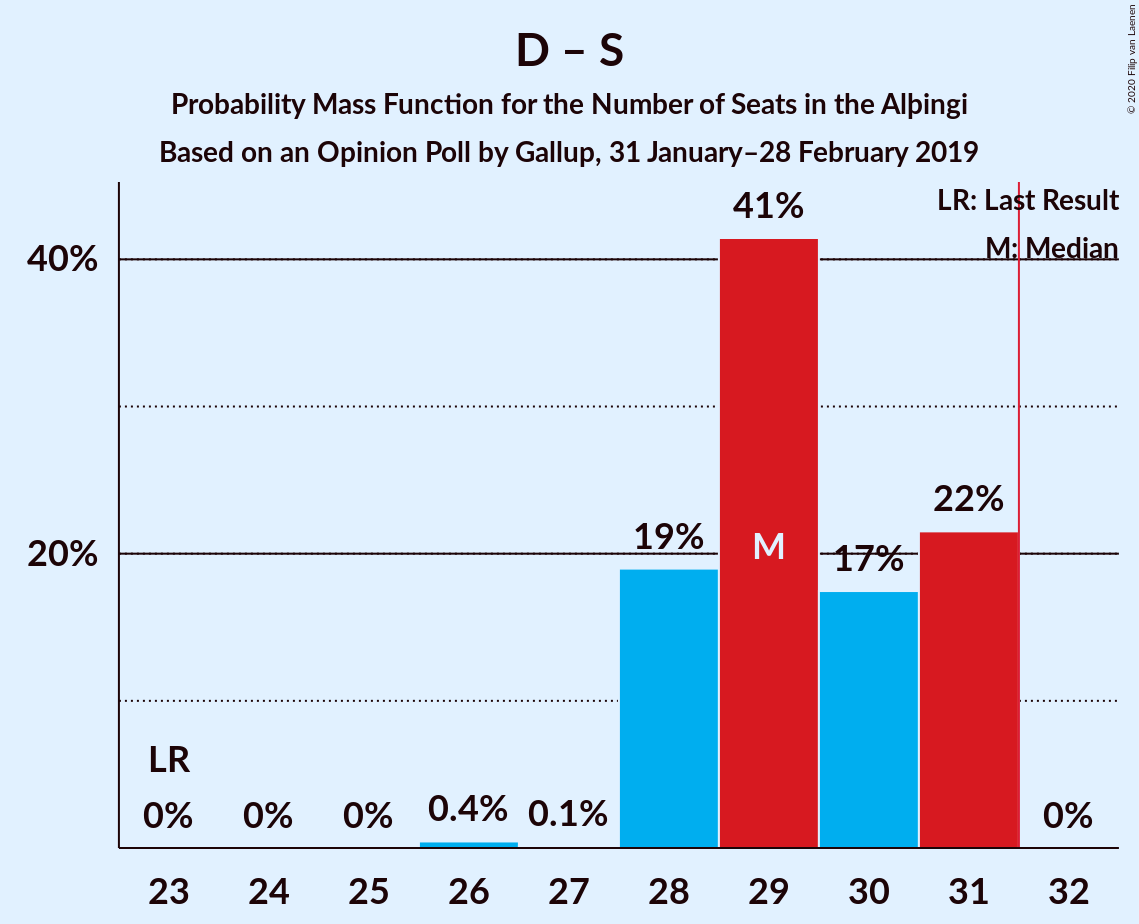 D – S
Probability Mass Function for the Number of Seats in the Alþingi
Based on an Opinion Poll by Gallup, 31 January–28 February 2019
© 2020 Filip van Laenen
LR: Last Result
M: Median
40%
20%
41%
22%
19%
17%
M
LR
0%
0%
0%
0.4%
0.1%
0%
23
24
25
26
27
28
29
30
31
32